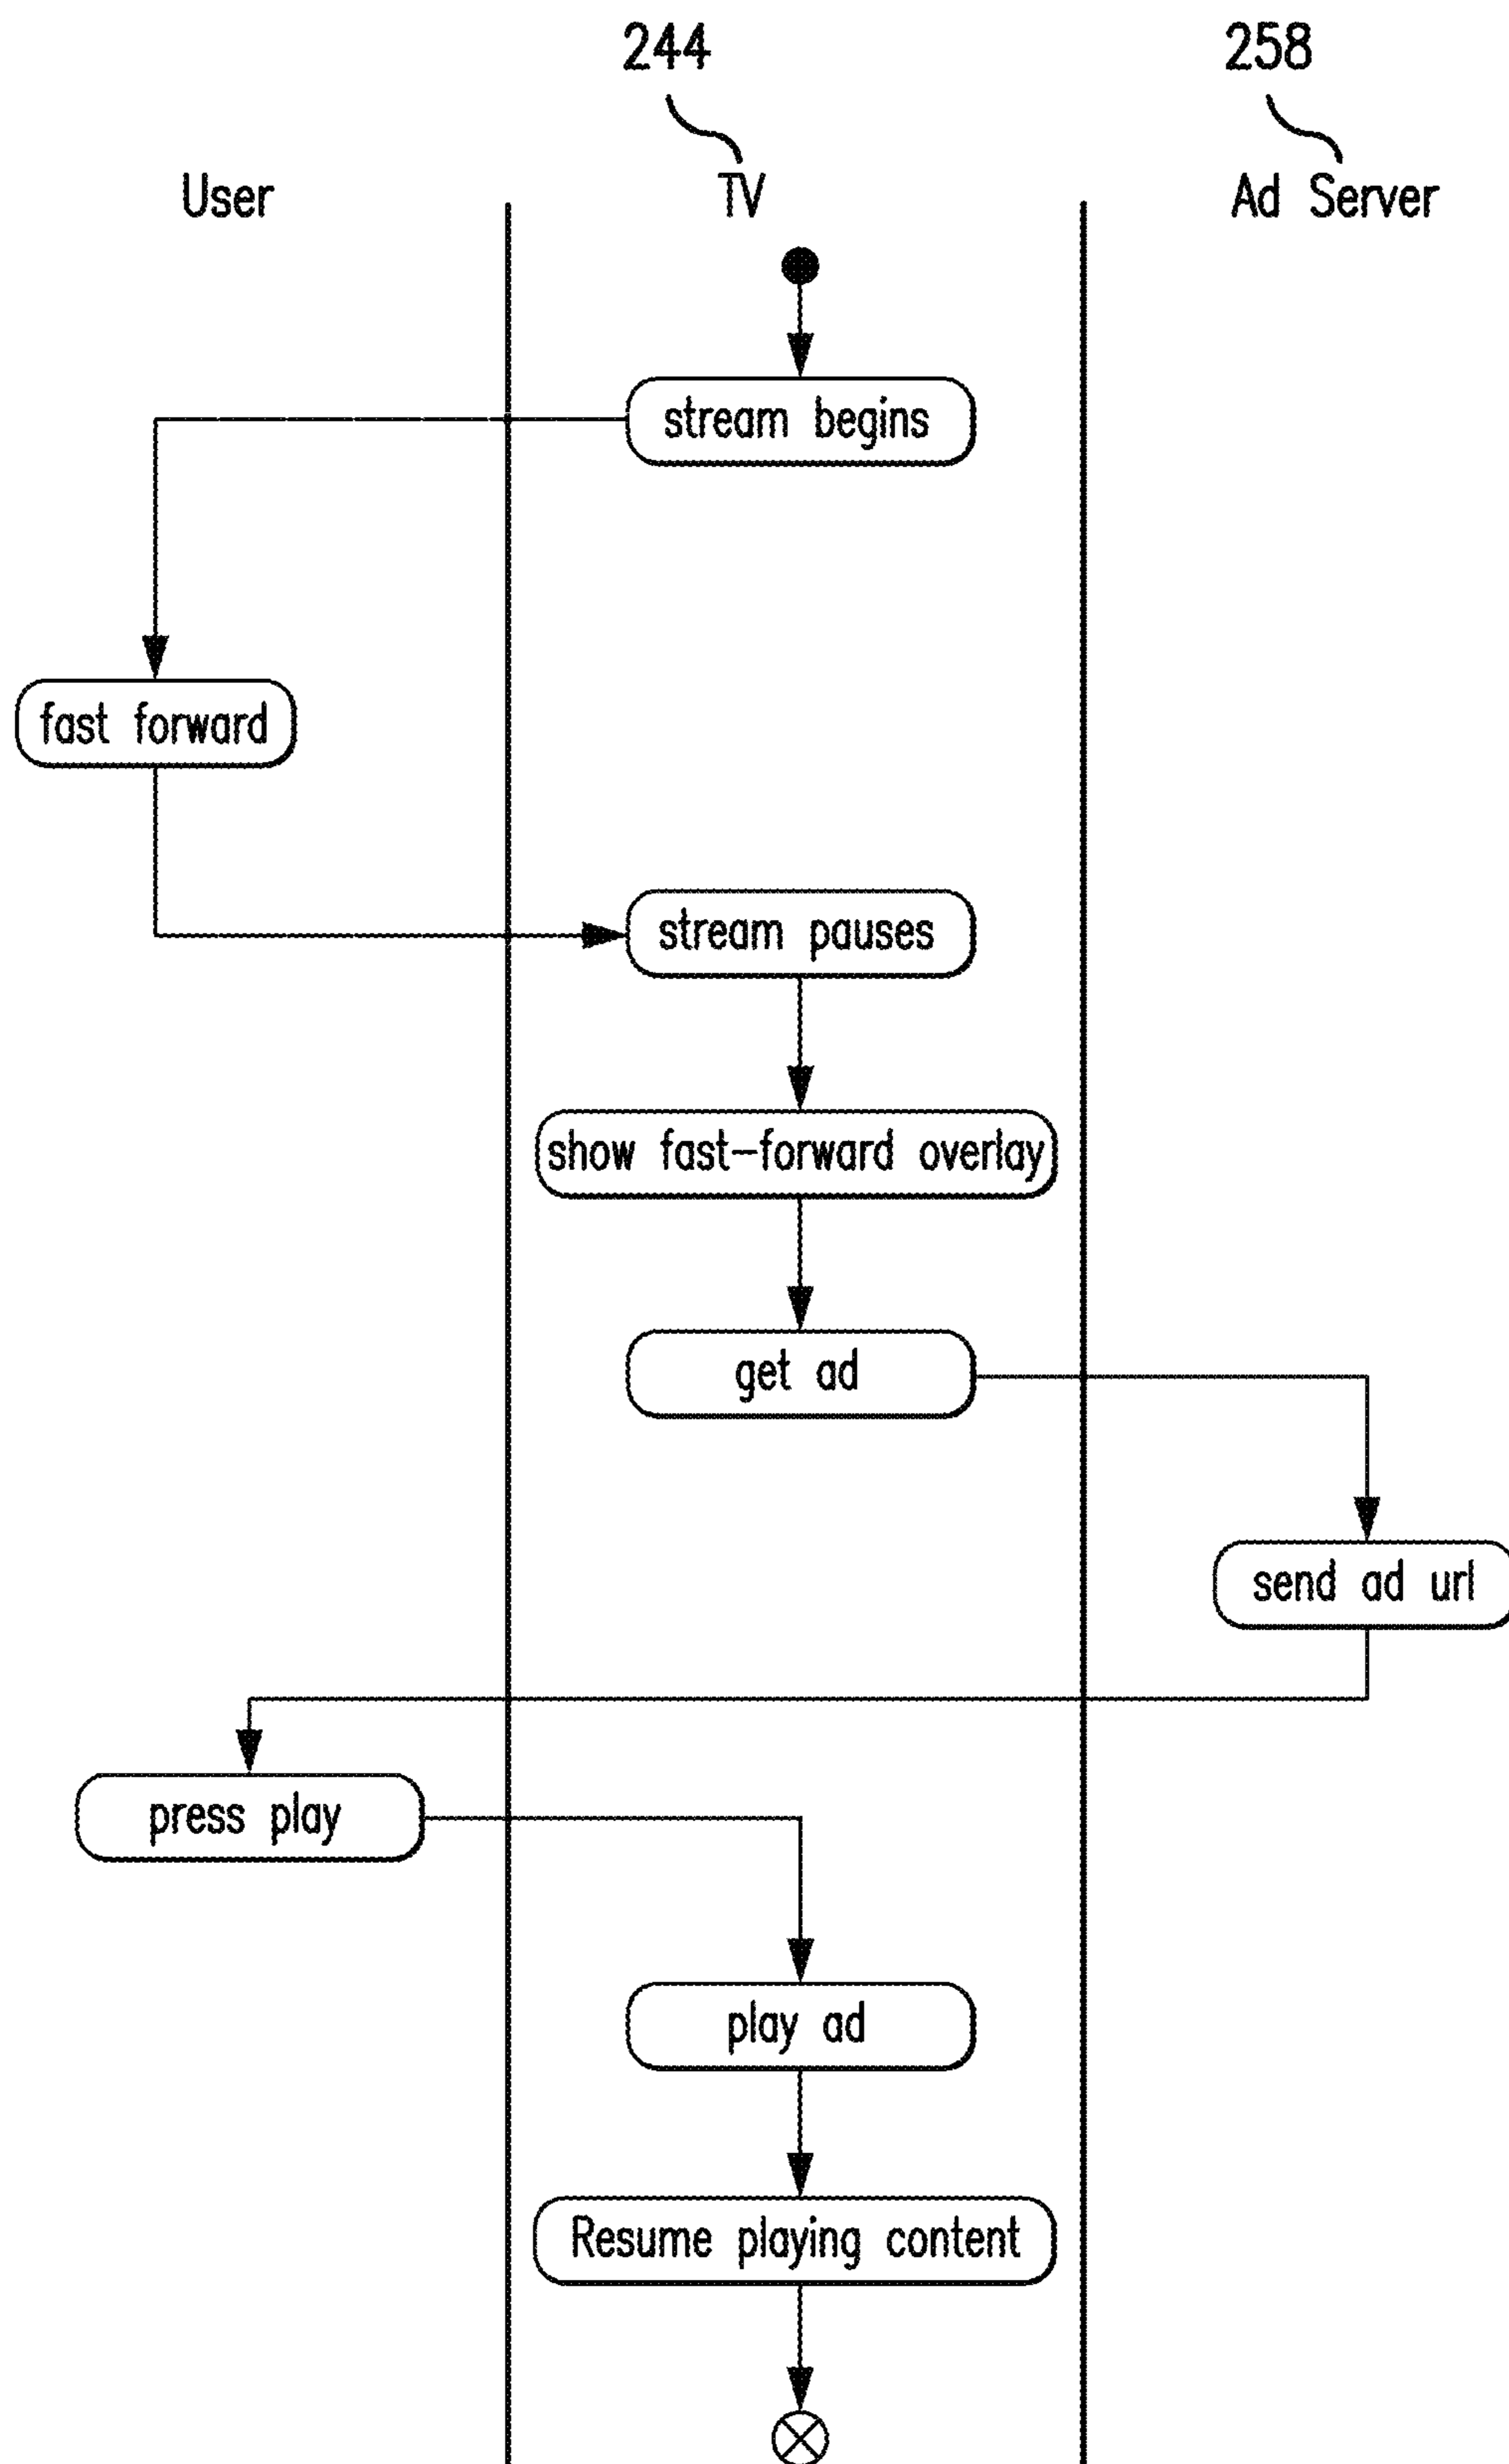 244
258
User
TV
Ad Server
stream begins
fast forward
stream pauses
show fast-forward overlay
get ad
send ad url
press play
play ad
Resume playing content